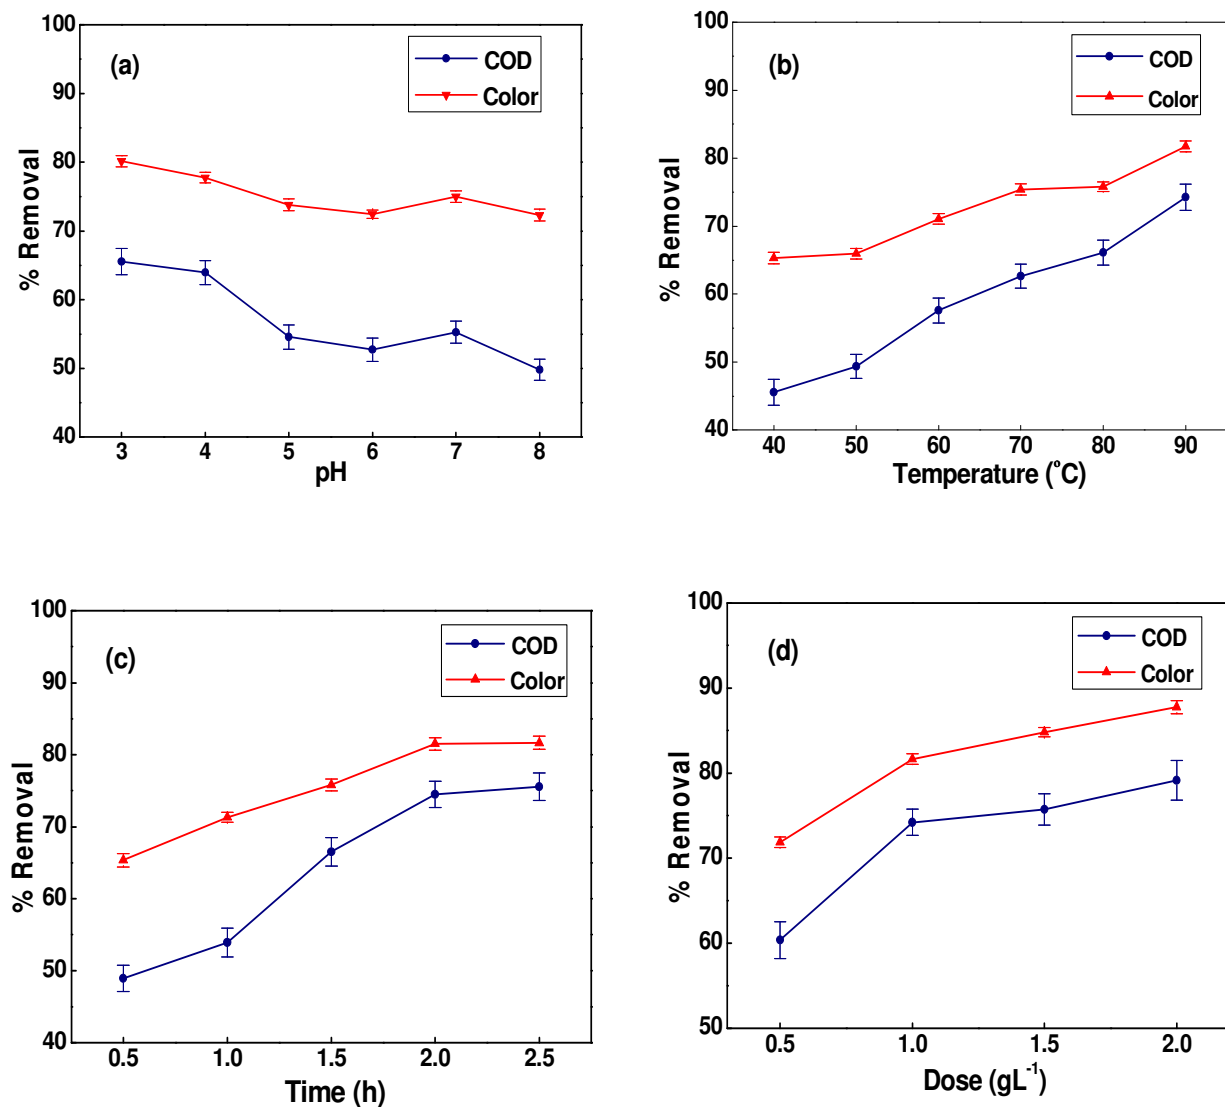 (a)
COD
Color
% Removal
100
90
80
70
60
50
40
3 4 5 6 7 8
pH
(b)
COD
Color
% Removal
100
90
80
70
60
50
40
40 50 60 70 80 90
Temperature (°C)
(c)
COD
Color
% Removal
100
90
80
70
60
50
40
0.5 1.0 1.5 2.0 2.5
Time (h)
(d)
COD
Color
% Removal
100
90
80
70
60
50
0.5 1.0 1.5 2.0
Dose (gL⁻¹)